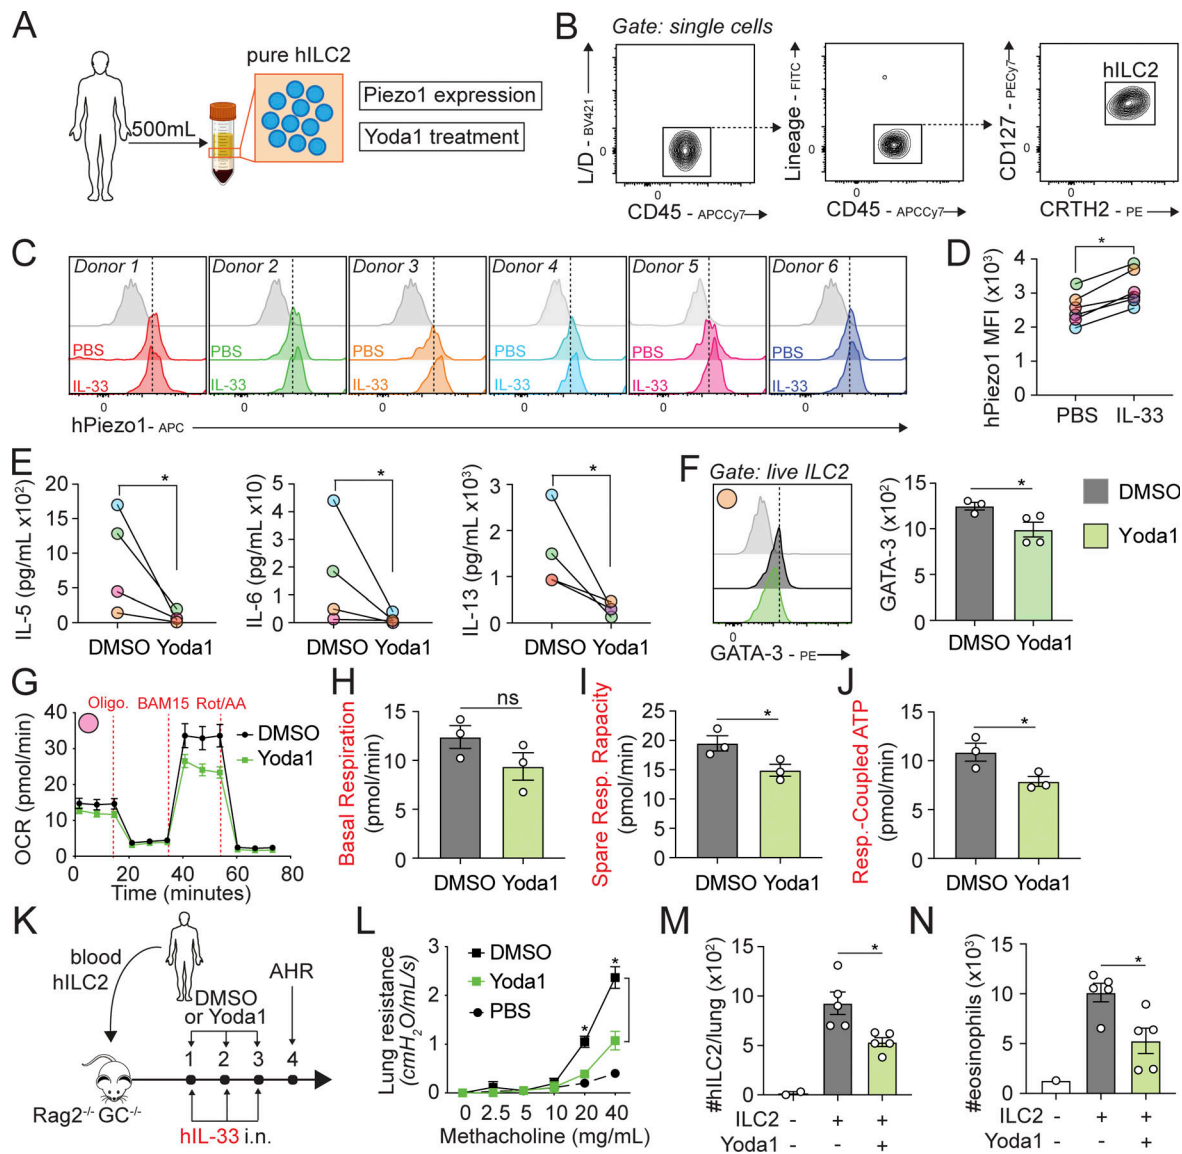 A
pure hILC2
500mL
Piezo1 expression
Yoda1 treatment
B
Gate: single cells
L/D - BV421
0
0
CD45 - APCCy7
Lineage - FITC
0
0
CD45 - APCCy7
CD127 - PECy7
hILC2
0
0
CRTH2 - PE
C
Donor 1
Donor 2
Donor 3
Donor 4
Donor 5
Donor 6
PBS
PBS
PBS
PBS
PBS
PBS
IL-33
IL-33
IL-33
IL-33
IL-33
IL-33
0
0
0
0
0
0
hPiezo1- APC
D
hPiezo1 MFI (x10³)
4
3
2
1
0
*
PBS
IL-33
E
IL-5 (pg/mL x10²)
20
15
10
5
0
*
DMSO Yoda1
IL-6 (pg/mL x10)
5
4
3
2
1
0
*
DMSO Yoda1
IL-13 (pg/mL x10³)
3
2
1
0
*
DMSO Yoda1
F
Gate: live ILC2
0
GATA-3 - PE
GATA-3 (x10²)
15
10
5
0
*
DMSO Yoda1
DMSO
Yoda1
G
Oligo.
BAM15
Rot/AA
OCR (pmol/min)
40
30
20
10
0
DMSO
Yoda1
0
20
40
60
80
Time (minutes)
H
Basal Respiration
(pmol/min)
15
10
5
0
ns
DMSO Yoda1
I
Spare Resp. Rapacity
(pmol/min)
25
20
15
10
5
0
*
DMSO Yoda1
J
Resp.-Coupled ATP
(pmol/min)
15
10
5
0
*
DMSO Yoda1
K
blood
hILC2
DMSO
or Yoda1
AHR
1
2
3
4
Rag2-/- GC-/-
hIL-33 i.n.
L
Lung resistance
(cmH2O/mL/s)
3
2
1
0
DMSO
Yoda1
PBS
*
*
0
2.5
5
10
20
40
Methacholine (mg/mL)
M
#hILC2/lung (x10²)
15
10
5
0
*
ILC2 - + +
Yoda1 - - +
N
#eosinophils (x10³)
15
10
5
0
*
ILC2 - + +
Yoda1 - - +